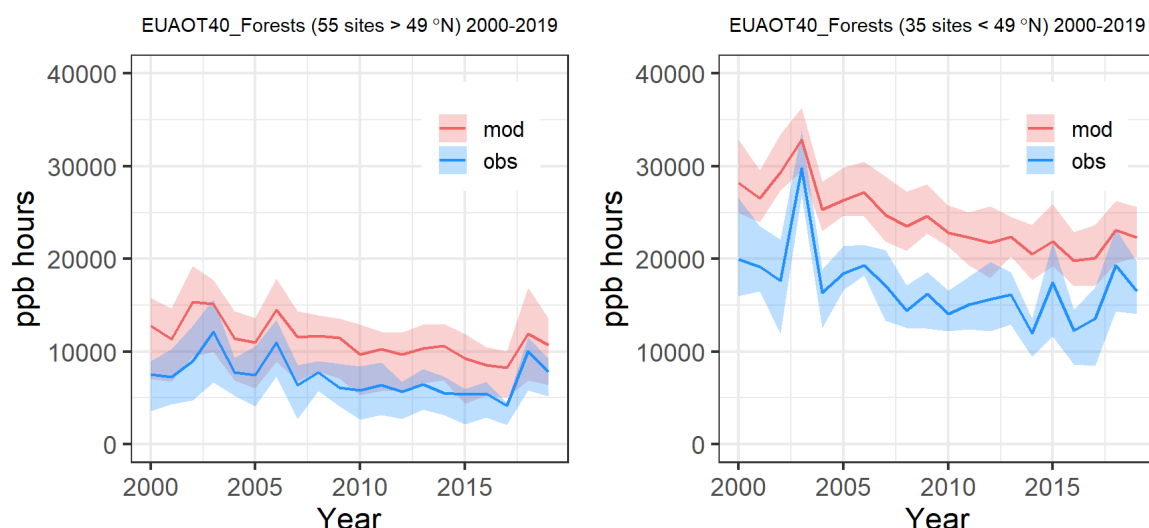 EUAOT40_Forests (55 sites > 49 °N) 2000-2019
40000
30000
20000
10000
0
ppb hours
mod
obs
2000 2005 2010 2015
Year
EUAOT40_Forests (35 sites < 49 °N) 2000-2019
40000
30000
20000
10000
0
ppb hours
mod
obs
2000 2005 2010 2015
Year